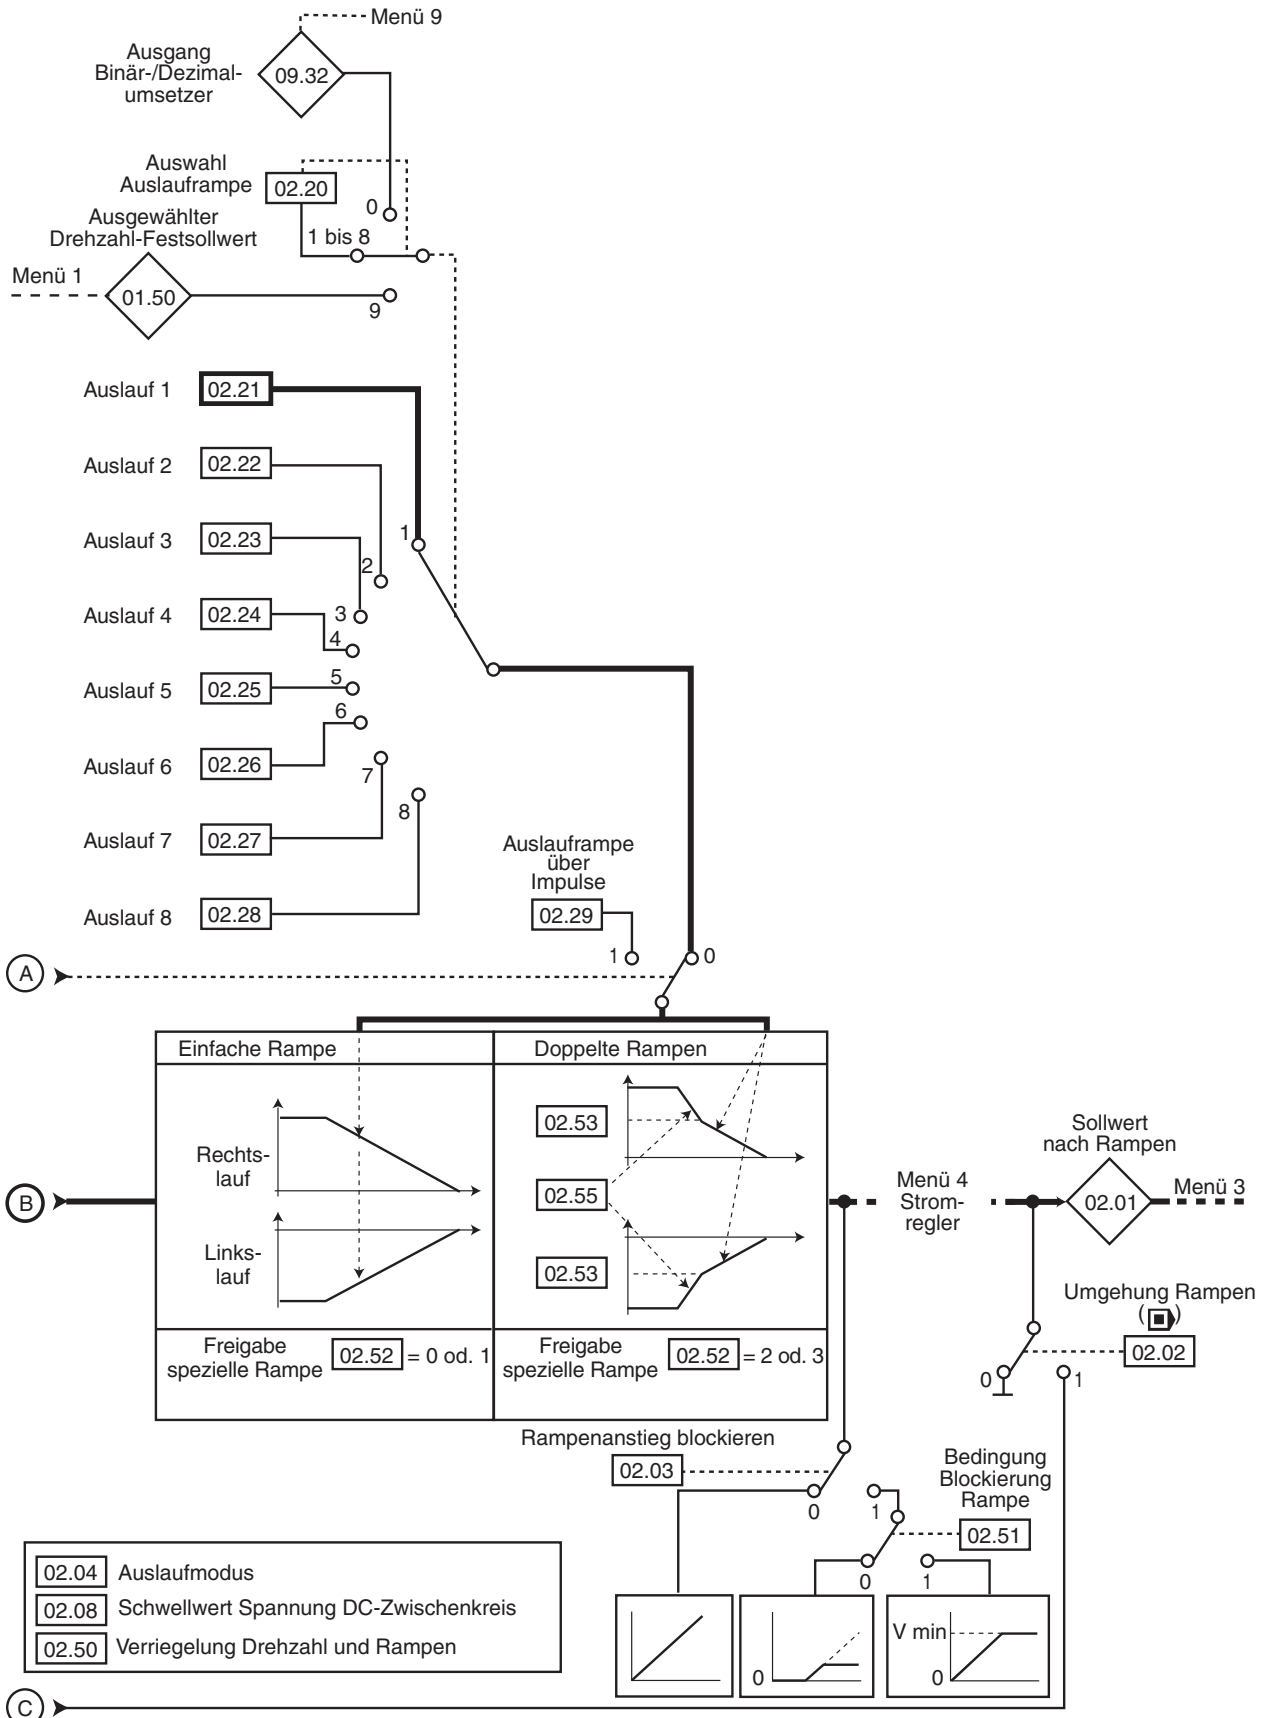 Menü 9
Ausgang
Binär-/Dezimal-
umsetzer
09.32
Auswahl
Auslauframpe
02.20
0
1 bis 8
Ausgewählter
Drehzahl-Festsollwert
Menü 1
01.50
9
Auslauf 1
02.21
Auslauf 2
02.22
Auslauf 3
02.23
1
2
Auslauf 4
02.24
3
4
Auslauf 5
02.25
5
6
Auslauf 6
02.26
7
8
Auslauf 7
02.27
Auslauframpe
über
Impulse
Auslauf 8
02.28
02.29
1
0
A
Einfache Rampe
Doppelte Rampen
Rechts-
lauf
Links-
lauf
02.53
02.55
02.53
B
Menü 4
Strom-
regler
Sollwert
nach Rampen
02.01
Menü 3
Freigabe
spezielle Rampe
02.52
= 0 od. 1
Freigabe
spezielle Rampe
02.52
= 2 od. 3
Umgehung Rampen
( )
02.02
0
1
Rampenanstieg blockieren
02.03
0
1
Bedingung
Blockierung
Rampe
02.51
0
1
02.04 Auslaufmodus
02.08 Schwellwert Spannung DC-Zwischenkreis
02.50 Verriegelung Drehzahl und Rampen
0
V min
0
C